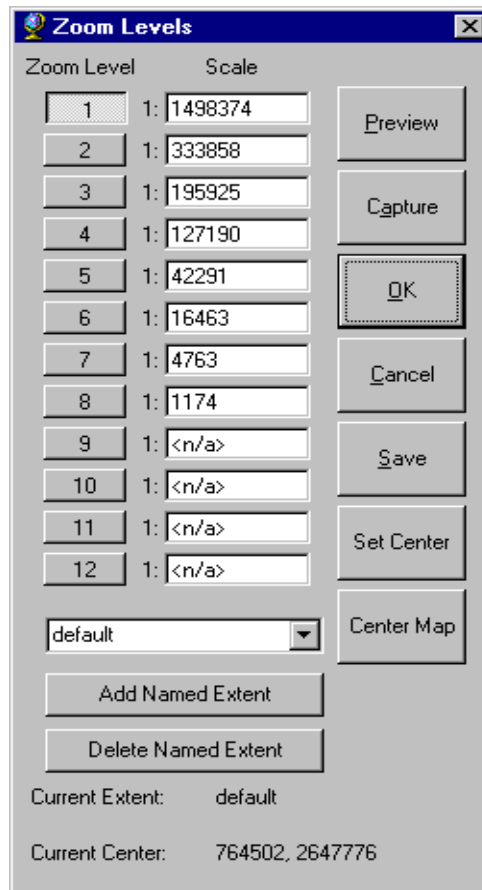 Zoom Levels
Zoom Level Scale
1 1: 1498374
2 1: 333858
3 1: 195925
4 1: 127190
5 1: 42291
6 1: 16463
7 1: 4763
8 1: 1174
9 1: <n/a>
10 1: <n/a>
11 1: <n/a>
12 1: <n/a>
default
Add Named Extent
Delete Named Extent
Preview
Capture
OK
Cancel
Save
Set Center
Center Map
Current Extent: default
Current Center: 764502, 2647776